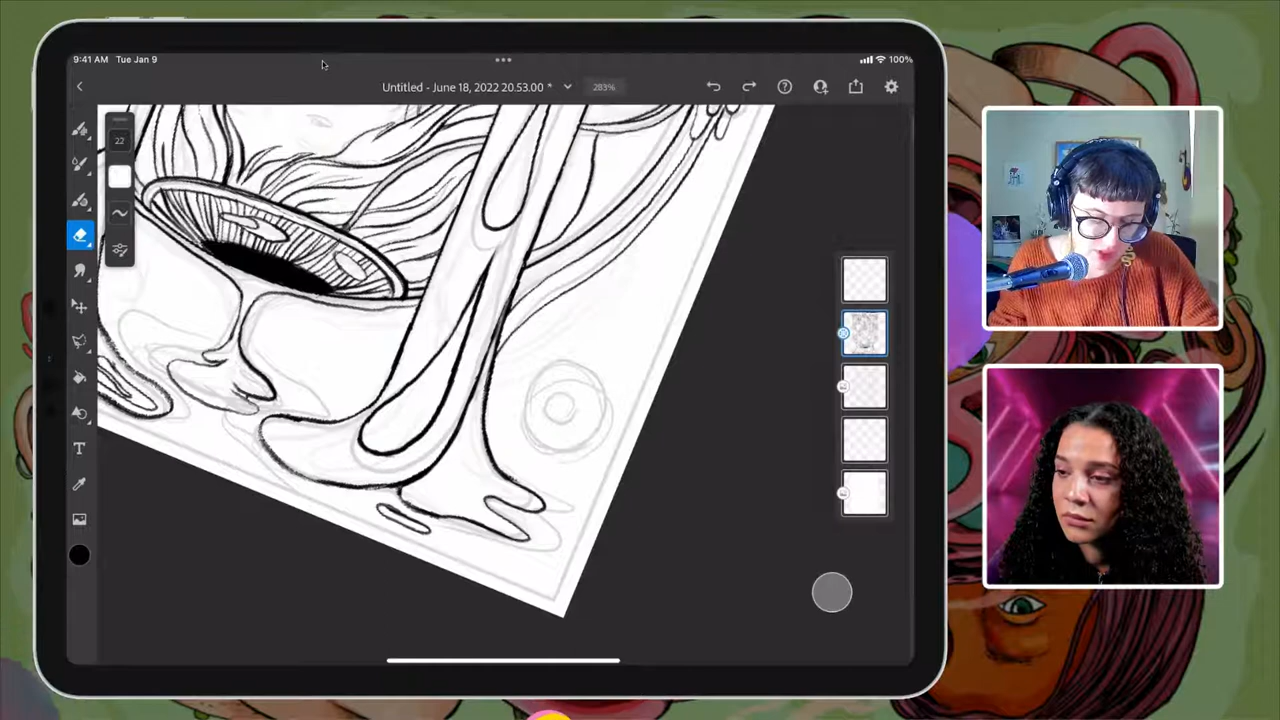 9:41 AM Tue Jan 9
100%
Untitled - June 18, 2022 20.53.00 *
283%
22
T